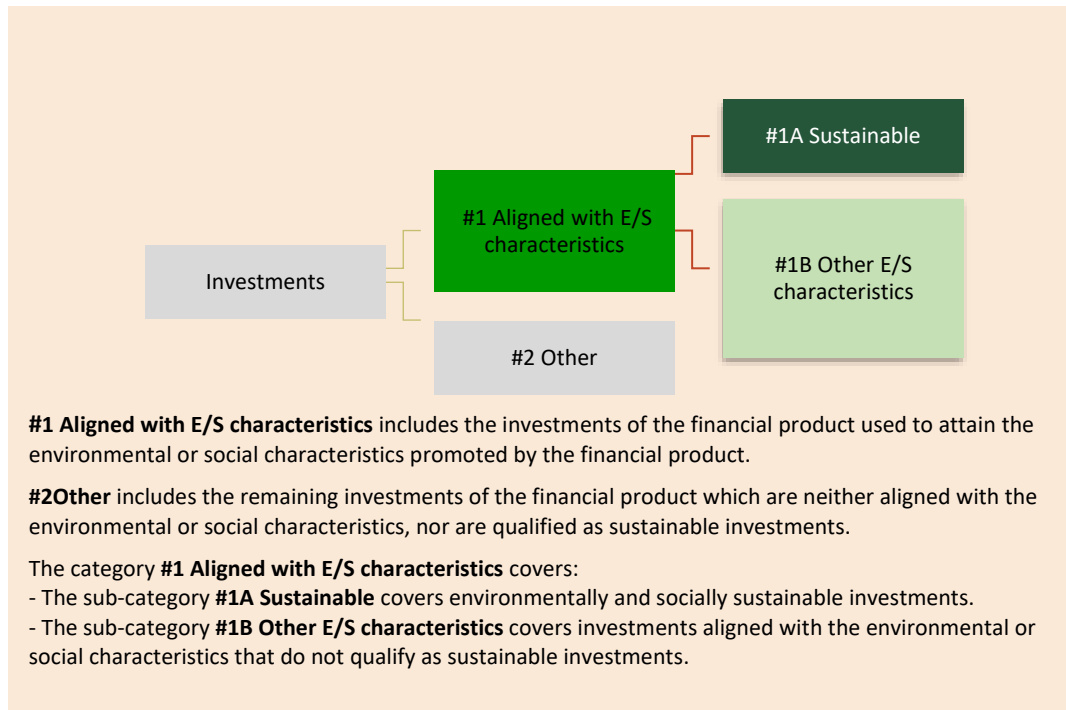 #1A Sustainable
#1 Aligned with E/S
characteristics
#1B Other E/S
characteristics
Investments
#2 Other
#1 Aligned with E/S characteristics includes the investments of the financial product used to attain the
environmental or social characteristics promoted by the financial product.
#2Other includes the remaining investments of the financial product which are neither aligned with the
environmental or social characteristics, nor are qualified as sustainable investments.
The category #1 Aligned with E/S characteristics covers:
- The sub-category #1A Sustainable covers environmentally and socially sustainable investments.
- The sub-category #1B Other E/S characteristics covers investments aligned with the environmental or
social characteristics that do not qualify as sustainable investments.